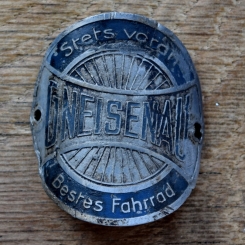 Stets voran
GNEISENAU
Bestes Fahrrad